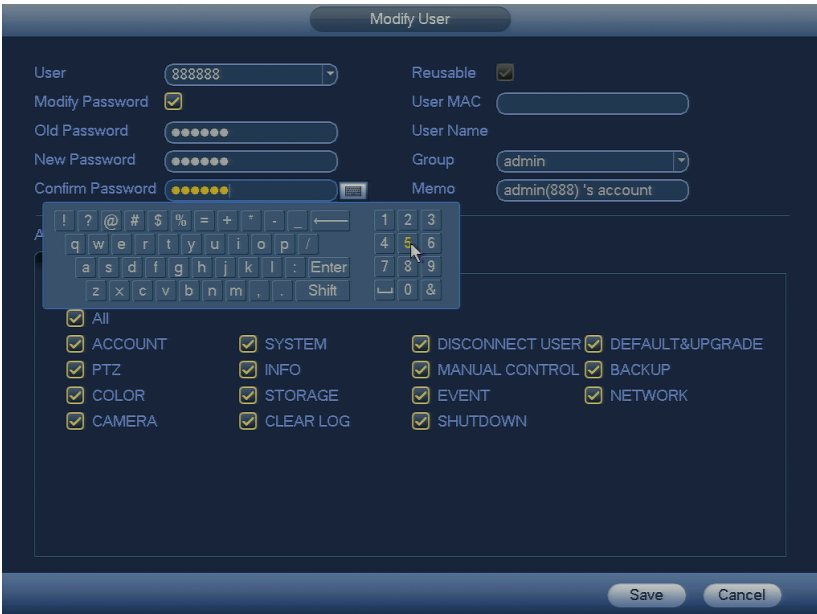 Modify User
User 888888 Reusable
Modify Password User MAC
Old Password ●●●●●● User Name
New Password ●●●●●● Group admin
Confirm Password ●●●●●● Memo admin(888) 's account
! ? @ # $ % = + * - _ 1 2 3
q w e r t y u i o p / 4 5 6
a s d f g h j k l : Enter 7 8 9
z x c v b n m , . Shift 0 &
All
ACCOUNT SYSTEM DISCONNECT USER DEFAULT&UPGRADE
PTZ INFO MANUAL CONTROL BACKUP
COLOR STORAGE EVENT NETWORK
CAMERA CLEAR LOG SHUTDOWN
Save Cancel